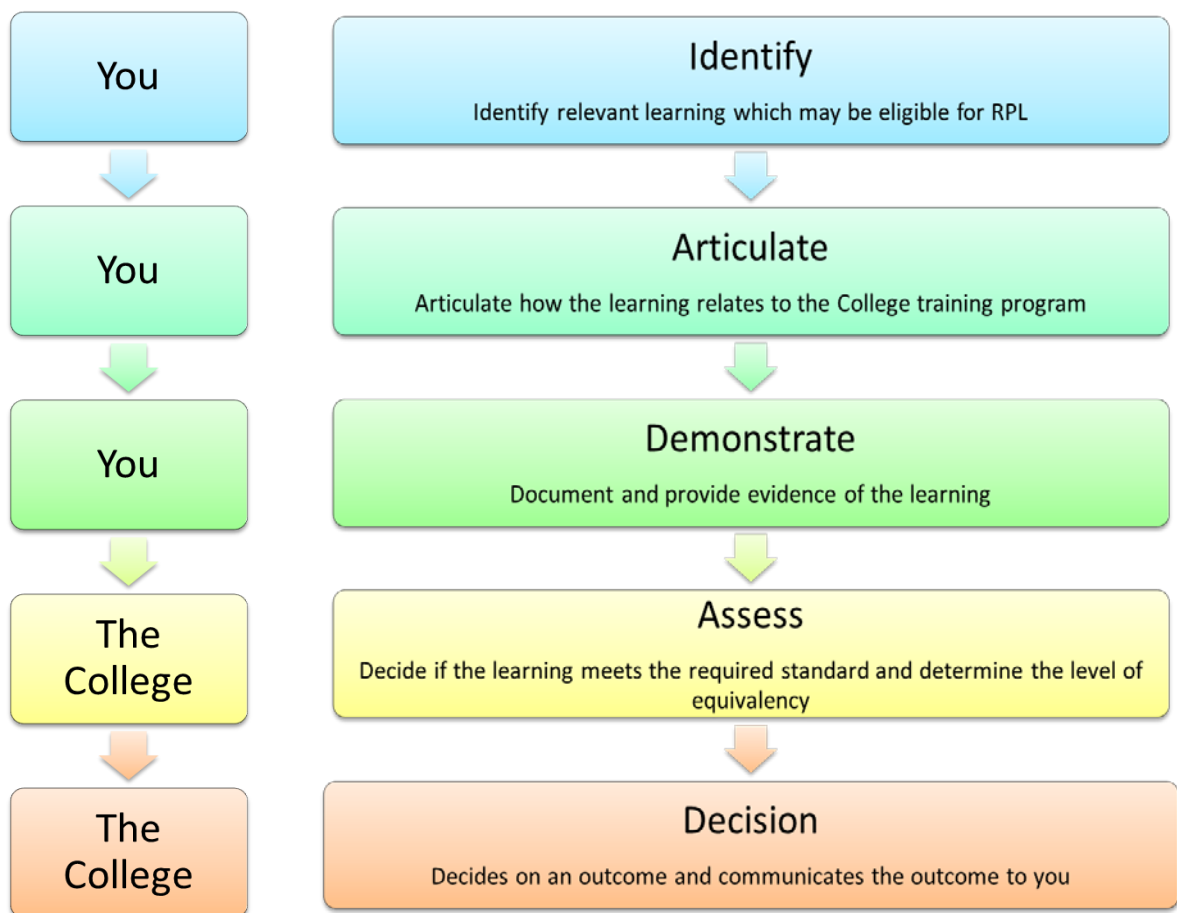 You
Identify
Identify relevant learning which may be eligible for RPL
You
Articulate
Articulate how the learning relates to the College training program
You
Demonstrate
Document and provide evidence of the learning
The
College
Assess
Decide if the learning meets the required standard and determine the level of
equivalency
The
College
Decision
Decides on an outcome and communicates the outcome to you